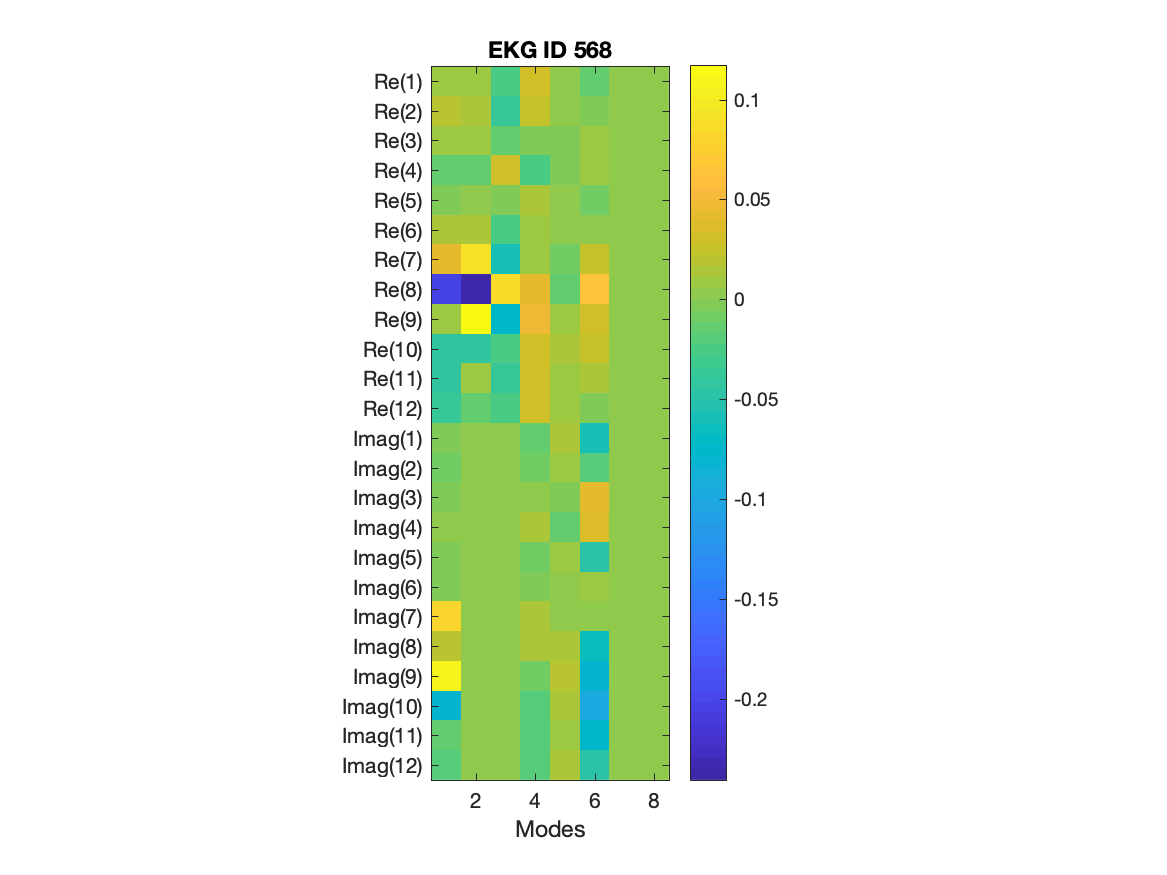 EKG ID 568
Re(1)
Re(2)
Re(3)
Re(4)
Re(5)
Re(6)
Re(7)
Re(8)
Re(9)
Re(10)
Re(11)
Re(12)
Imag(1)
Imag(2)
Imag(3)
Imag(4)
Imag(5)
Imag(6)
Imag(7)
Imag(8)
Imag(9)
Imag(10)
Imag(11)
Imag(12)
2 4 6 8
Modes
0.1
0.05
0
-0.05
-0.1
-0.15
-0.2